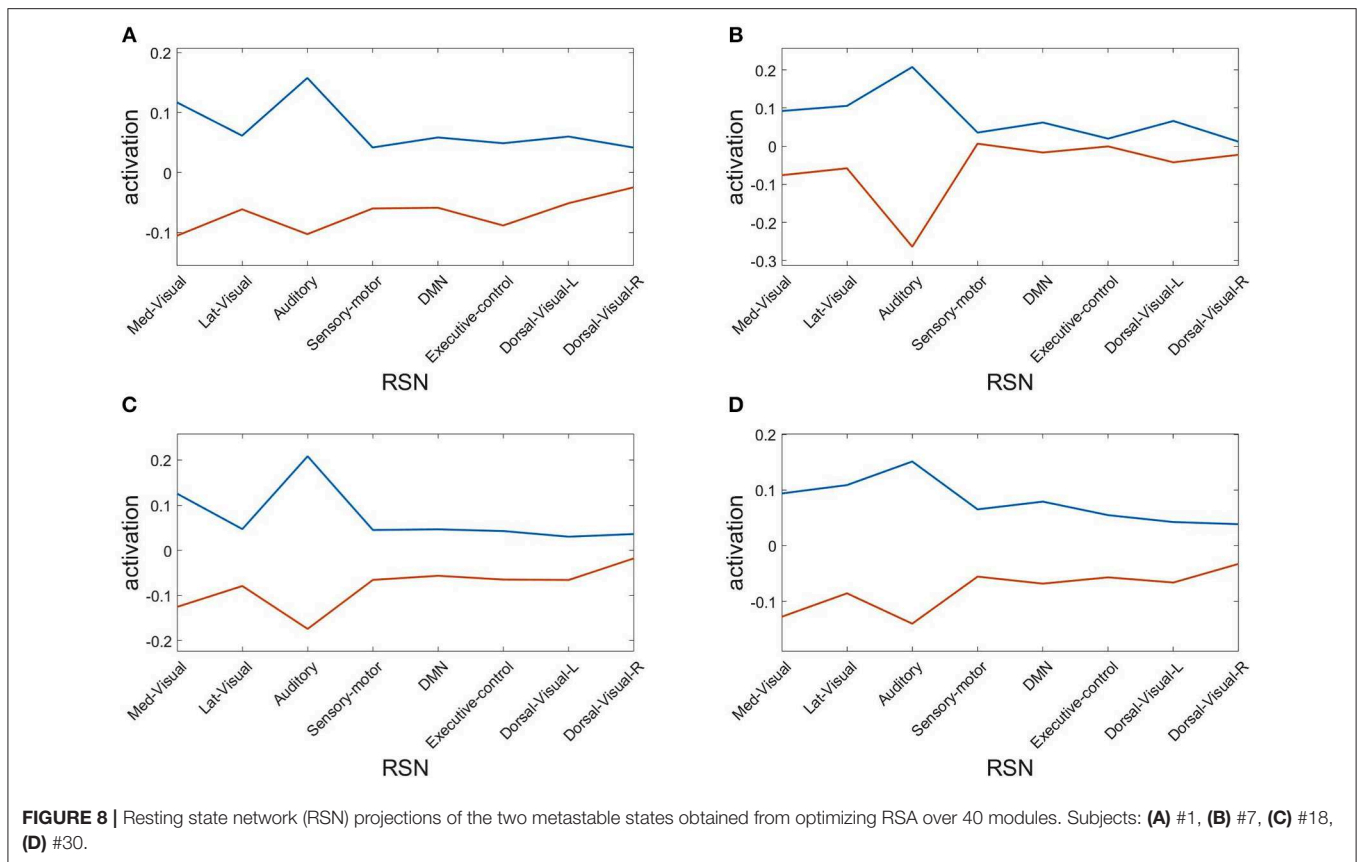 A
0.2
0.1
0
-0.1
activation
Med-Visual
Lat-Visual
Auditory
Sensory-motor
DMN
Executive-control
Dorsal-Visual-L
Dorsal-Visual-R
RSN
B
0.2
0.1
0
-0.1
-0.2
-0.3
activation
Med-Visual
Lat-Visual
Auditory
Sensory-motor
DMN
Executive-control
Dorsal-Visual-L
Dorsal-Visual-R
RSN
C
0.2
0.1
0
-0.1
-0.2
activation
Med-Visual
Lat-Visual
Auditory
Sensory-motor
DMN
Executive-control
Dorsal-Visual-L
Dorsal-Visual-R
RSN
D
0.2
0.1
0
-0.1
activation
Med-Visual
Lat-Visual
Auditory
Sensory-motor
DMN
Executive-control
Dorsal-Visual-L
Dorsal-Visual-R
RSN
FIGURE 8 | Resting state network (RSN) projections of the two metastable states obtained from optimizing RSA over 40 modules. Subjects: (A) #1, (B) #7, (C) #18,
(D) #30.